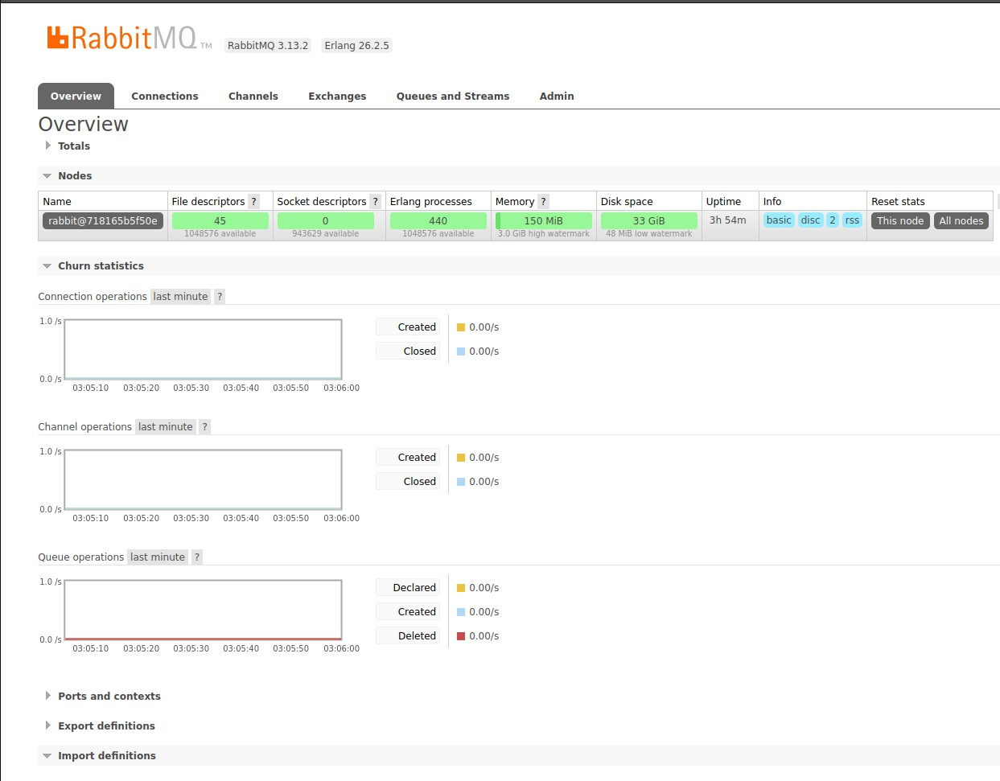 RabbitMQ TM RabbitMQ 3.13.2 Erlang 26.2.5
Overview Connections Channels Exchanges Queues and Streams Admin
Overview
Totals
Nodes
Name File descriptors ? Socket descriptors ? Erlang processes Memory ? Disk space Uptime Info Reset stats
rabbit@718165b5f50e 45 0 440 150 MiB 33 GiB 3h 54m basic disc 2 rss This node All nodes
1048576 available 943629 available 1048576 available 3.0 GiB high watermark 48 MiB low watermark
Churn statistics
Connection operations last minute ?
1.0 /s
Created 0.00/s
Closed 0.00/s
0.0 /s
03:05:10 03:05:20 03:05:30 03:05:40 03:05:50 03:06:00
Channel operations last minute ?
1.0 /s
Created 0.00/s
Closed 0.00/s
0.0 /s
03:05:10 03:05:20 03:05:30 03:05:40 03:05:50 03:06:00
Queue operations last minute ?
1.0 /s
Declared 0.00/s
Created 0.00/s
Deleted 0.00/s
0.0 /s
03:05:10 03:05:20 03:05:30 03:05:40 03:05:50 03:06:00
Ports and contexts
Export definitions
Import definitions